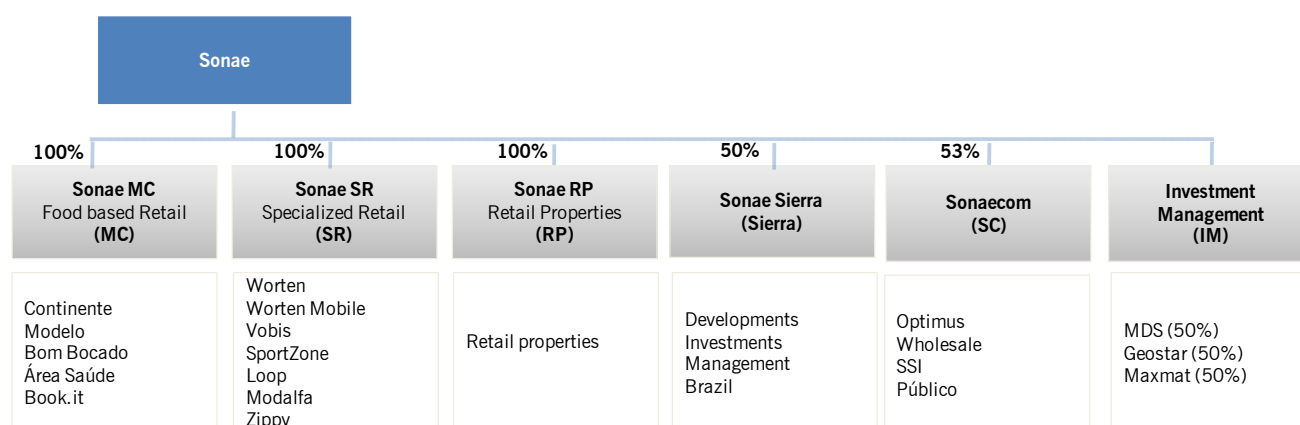 Sonae
100%
100%
100%
50%
53%
Sonae MC
Food based Retail
(MC)
Sonae SR
Specialized Retail
(SR)
Sonae RP
Retail Properties
(RP)
Sonae Sierra
(Sierra)
Sonaecom
(SC)
Investment
Management
(IM)
Continente
Modelo
Bom Bocado
Área Saúde
Book.it
Worten
Worten Mobile
Vobis
SportZone
Loop
Modalfa
Zippy
Retail properties
Developments
Investments
Management
Brazil
Optimus
Wholesale
SSI
Público
MDS (50%)
Geostar (50%)
Maxmat (50%)